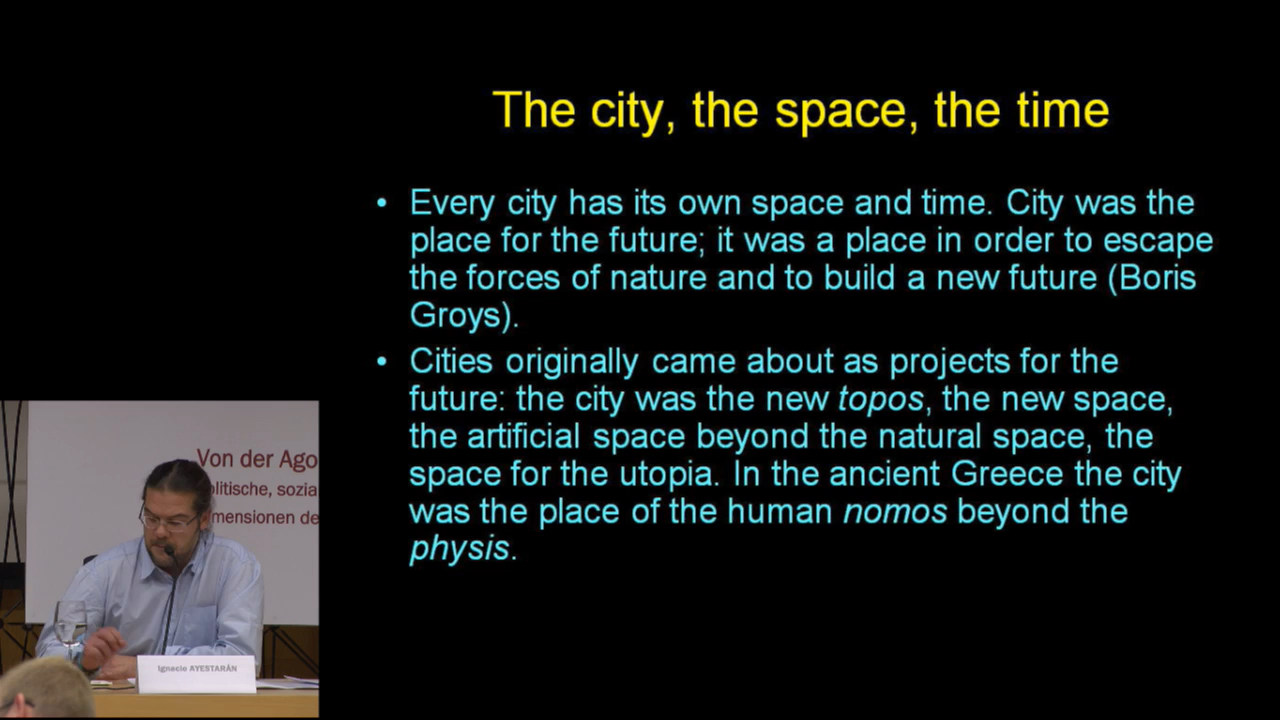 The city, the space, the time
• Every city has its own space and time. City was the
place for the future; it was a place in order to escape
the forces of nature and to build a new future (Boris
Groys).
• Cities originally came about as projects for the
future: the city was the new topos, the new space,
the artificial space beyond the natural space, the
space for the utopia. In the ancient Greece the city
was the place of the human nomos beyond the
physis.
Von der Ago
olitische, sozia
mensionen de
Ignacio AYESTARÁN